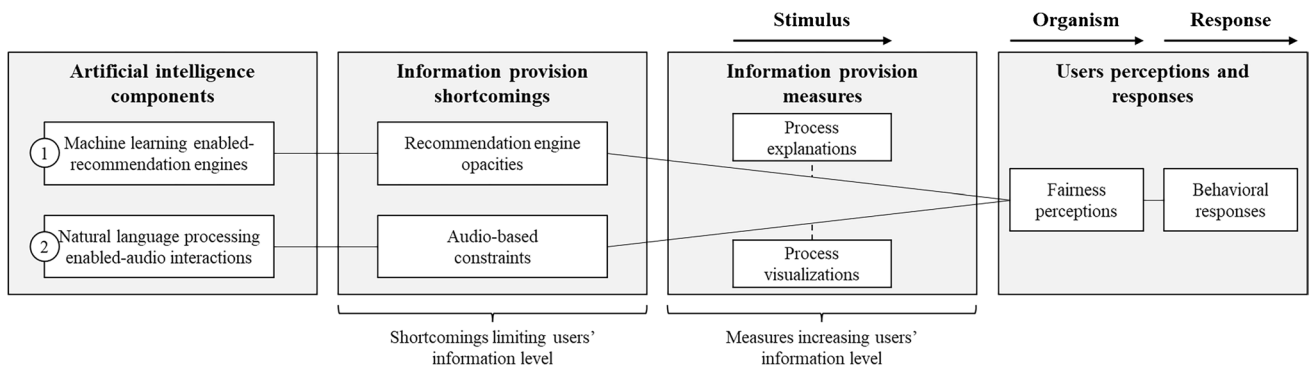 Stimulus
Organism
Response
Artificial intelligence
components
1
Machine learning enabled-
recommendation engines
2
Natural language processing
enabled-audio interactions
Information provision
shortcomings
Recommendation engine
opacities
Audio-based
constraints
Shortcomings limiting users’
information level
Information provision
measures
Process
explanations
Process
visualizations
Measures increasing users’
information level
Users perceptions and
responses
Fairness
perceptions
Behavioral
responses